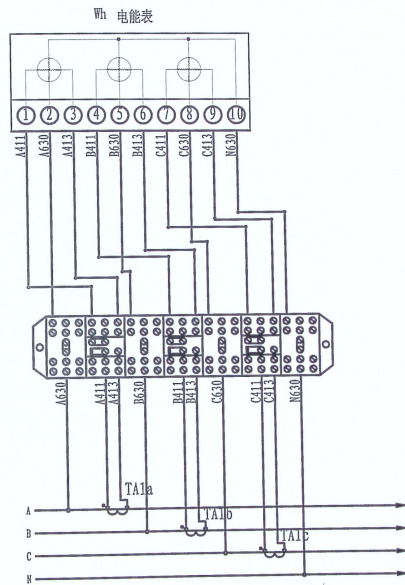 Wh 电能表
1 2 3 4 5 6 7 8 9 10
A411 A630 A413 B411 B630 B413 C411 C630 C413 N630
A630 A411 A413 B630 B411 B413 C630 C411 C413 N630
TA1a
A
TA1b
B
TA1c
C
N